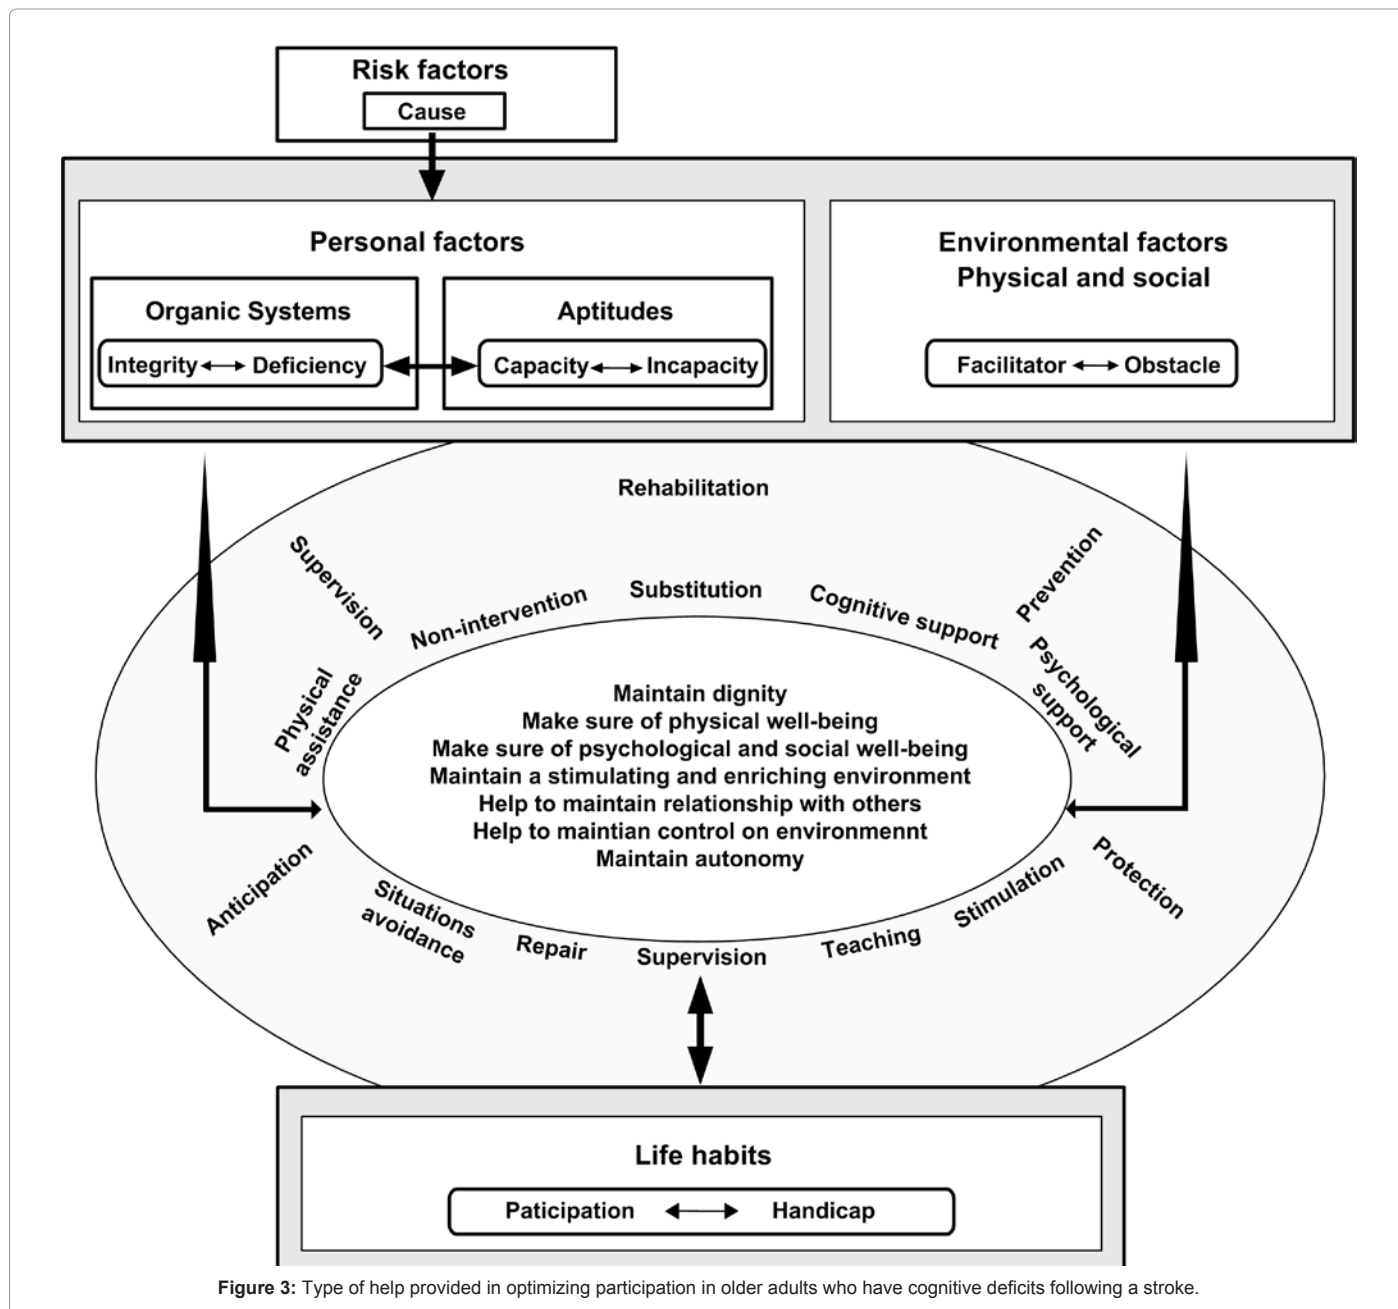 Risk factors
Cause
Personal factors
Organic Systems
Integrity
Deficiency
Aptitudes
Capacity
Incapacity
Environmental factors
Physical and social
Facilitator
Obstacle
Rehabilitation
Supervision
Prevention
Non-intervention
Substitution
Cognitive support
Physical
assistance
Psychological
support
Maintain dignity
Make sure of physical well-being
Make sure of psychological and social well-being
Maintain a stimulating and enriching environment
Help to maintain relationship with others
Help to maintian control on environmennt
Maintain autonomy
Anticipation
Situations
avoidance
Repair
Supervision
Teaching
Stimulation
Protection
Life habits
Paticipation
Handicap
Figure 3: Type of help provided in optimizing participation in older adults who have cognitive deficits following a stroke.